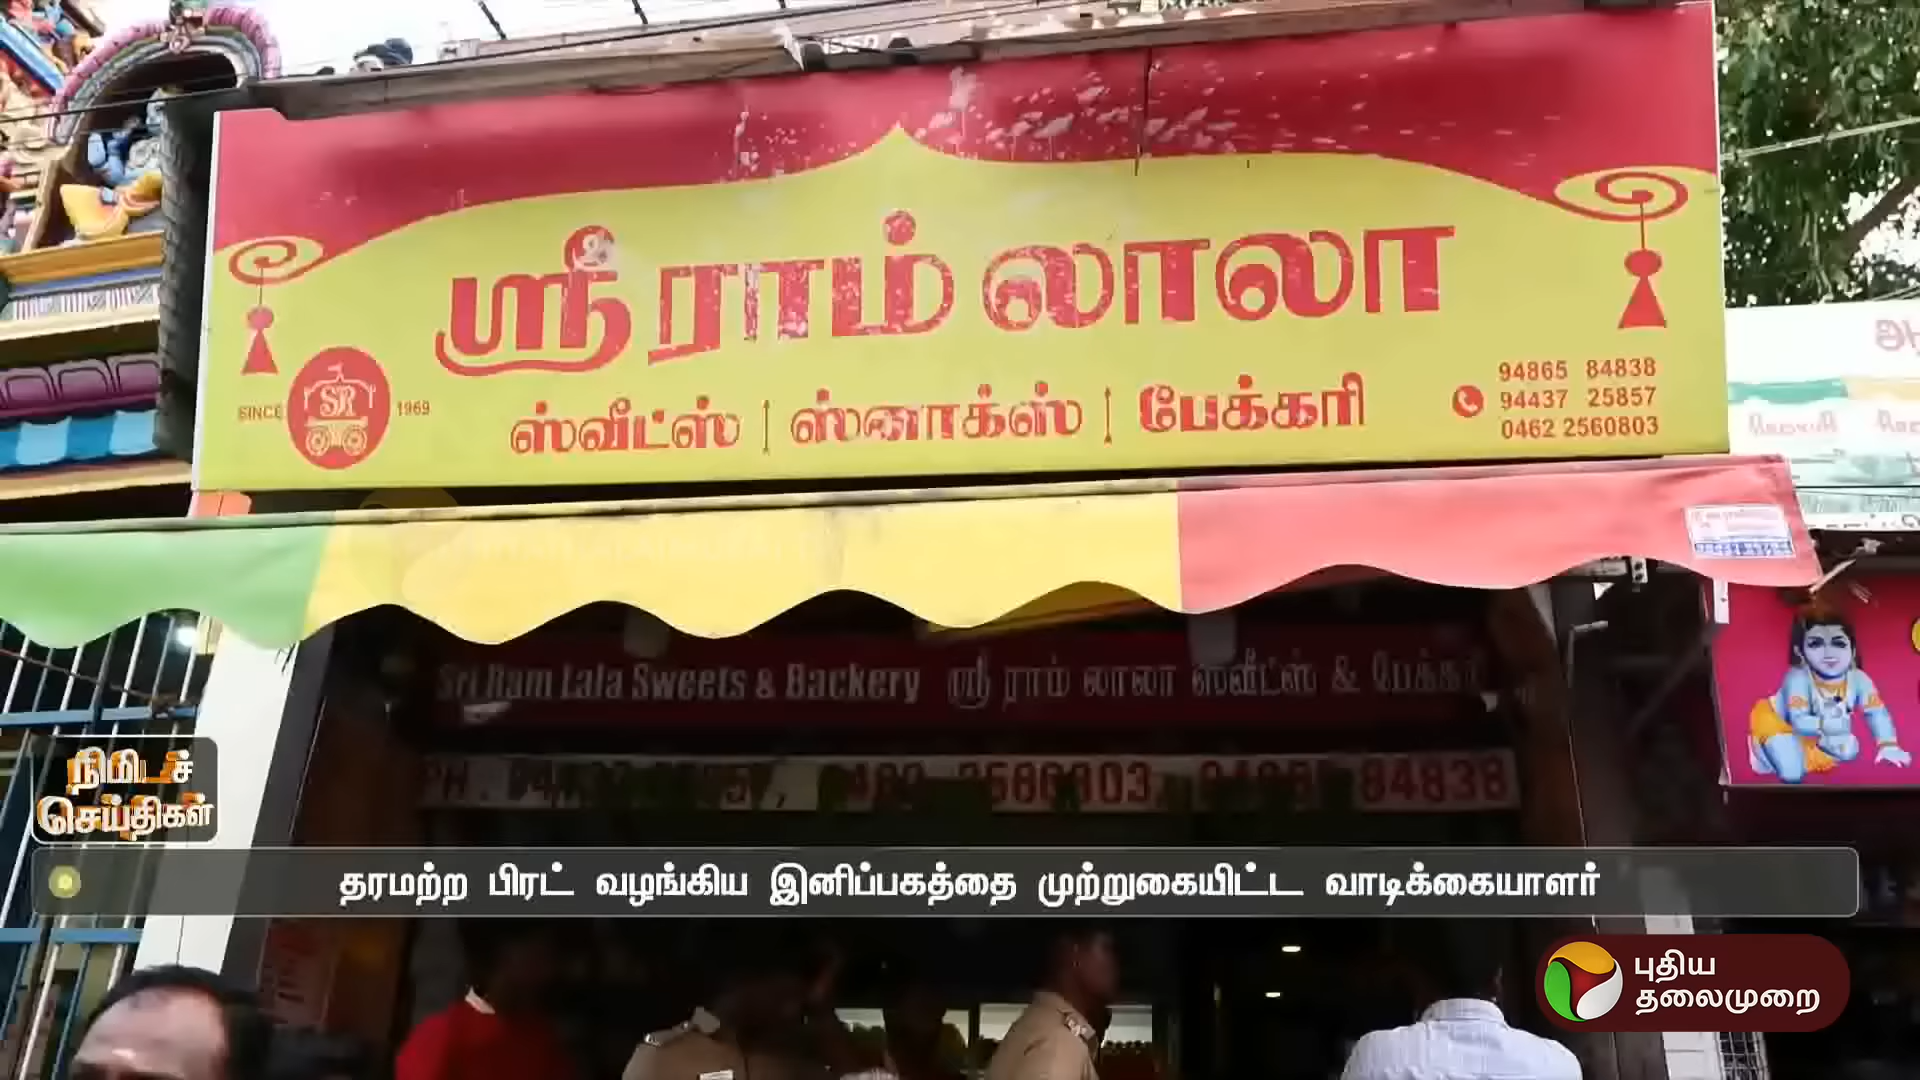 ஸ்ரீ ராம் லாலா
SINCE SR 1969
ஸ்வீட்ஸ் | ஸ்னாக்ஸ் | பேக்கரி
94865 84838
94437 25857
0462 2560803
Sri Ram Lala Sweets & Backery ஸ்ரீ ராம் லாலா ஸ்வீட்ஸ் & பேக்கரி
PH. 84838
நிமிடச்
செய்திகள்
தரமற்ற பிரட் வழங்கிய இனிப்பகத்தை முற்றுகையிட்ட வாடிக்கையாளர்
புதிய
தலைமுறை